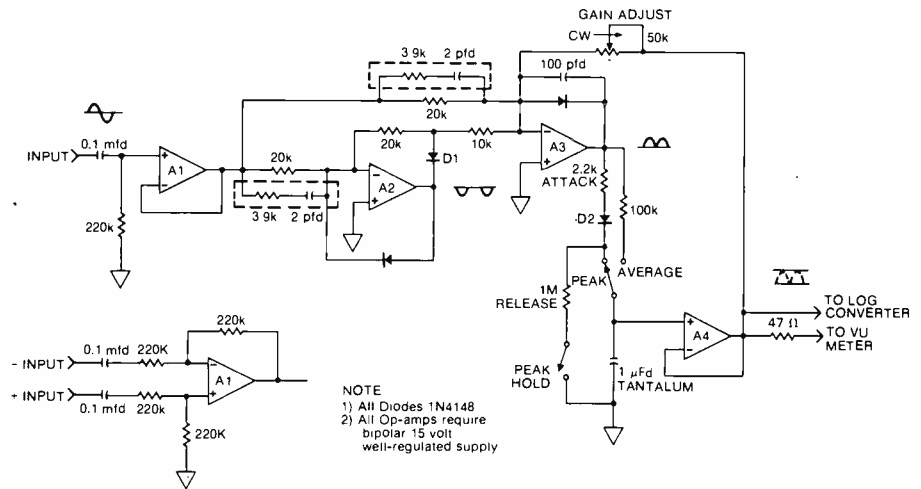 GAIN ADJUST
CW
50k
3 9k
2 pfd
100 pfd
20k
0.1 mfd
INPUT
A1
20k
20k
10k
D1
A2
A3
3 9k
2 pfd
220k
2.2k
ATTACK
100k
D2
AVERAGE
PEAK
1M
RELEASE
A4
TO LOG
CONVERTER
47 Ω
TO VU
METER
PEAK
HOLD
1 µFd
TANTALUM
220k
0.1 mfd
220K
- INPUT
A1
+ INPUT
0.1 mfd
220k
220K
NOTE
1) All Diodes 1N4148
2) All Op-amps require
bipolar 15 volt
well-regulated supply